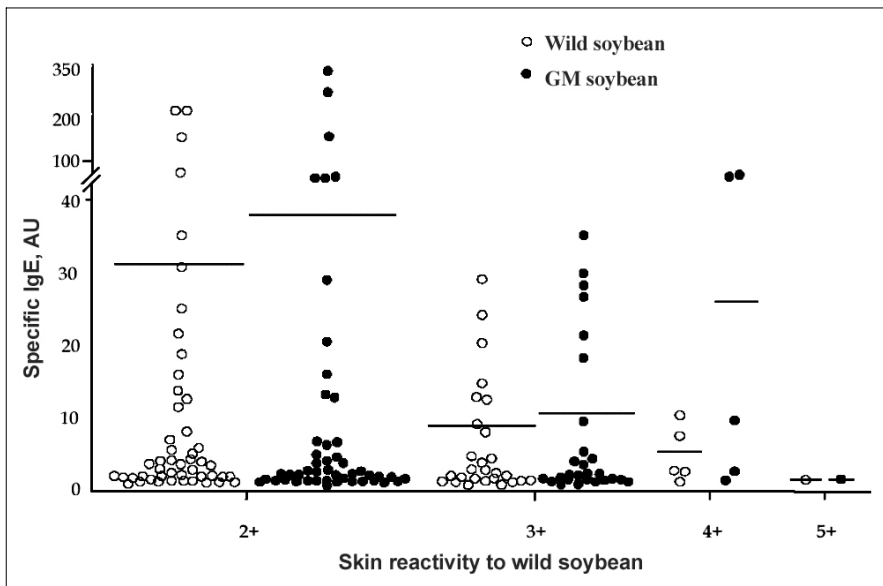 Wild soybean
GM soybean
350
200
100
40
30
20
10
0
Specific IgE, AU
2+ 3+ 4+ 5+
Skin reactivity to wild soybean